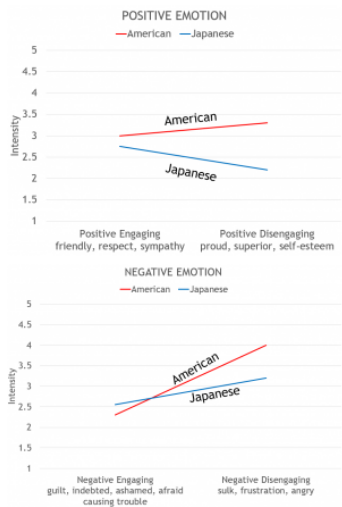 POSITIVE EMOTION
American Japanese
5
4.5
4
3.5
3
2.5
2
1.5
1
Intensity
American
Japanese
Positive Engaging
friendly, respect, sympathy
Positive Disengaging
proud, superior, self-esteem
NEGATIVE EMOTION
American Japanese
5
4.5
4
3.5
3
2.5
2
1.5
1
Intensity
American
Japanese
Negative Engaging
guilt, indebted, ashamed, afraid
causing trouble
Negative Disengaging
sulk, frustration, angry